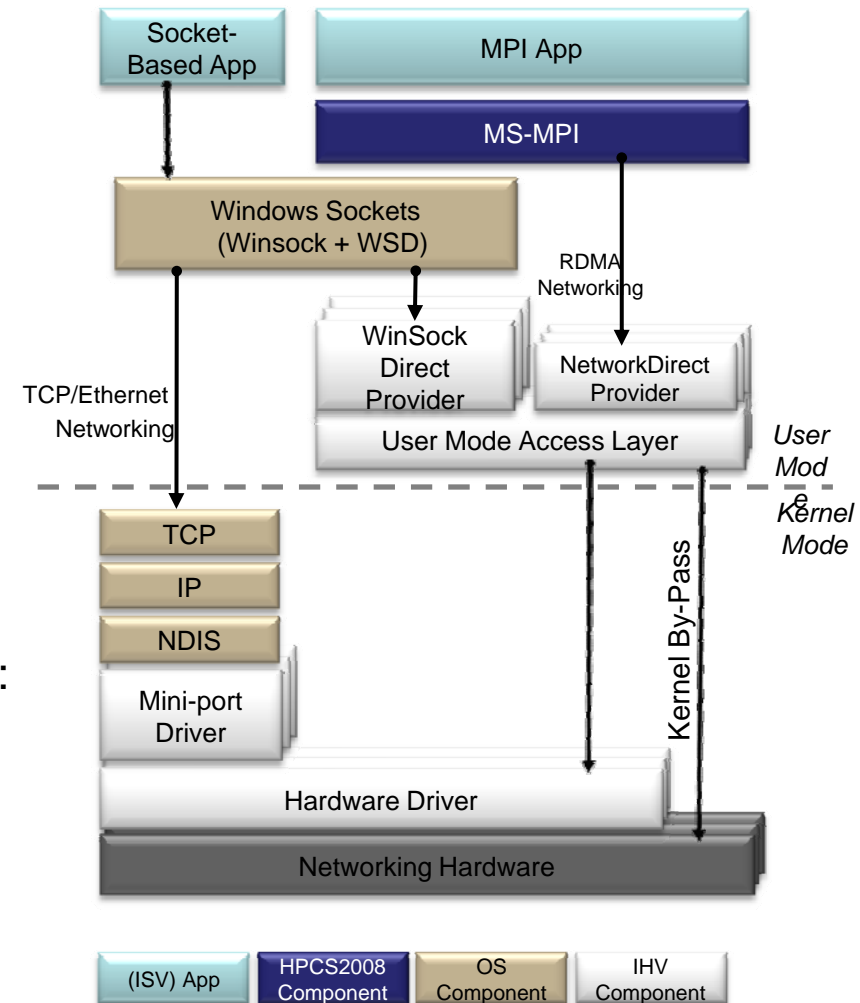 Socket-
Based App
MPI App
MS-MPI
Windows Sockets
(Winsock + WSD)
RDMA
Networking
WinSock
Direct
Provider
NetworkDirect
Provider
TCP/Ethernet
Networking
User Mode Access Layer
User
Mod
e
Kernel
Mode
TCP
IP
NDIS
Kernel By-Pass
:
Mini-port
Driver
Hardware Driver
Networking Hardware
(ISV) App
HPCS2008
Component
OS
Component
IHV
Component